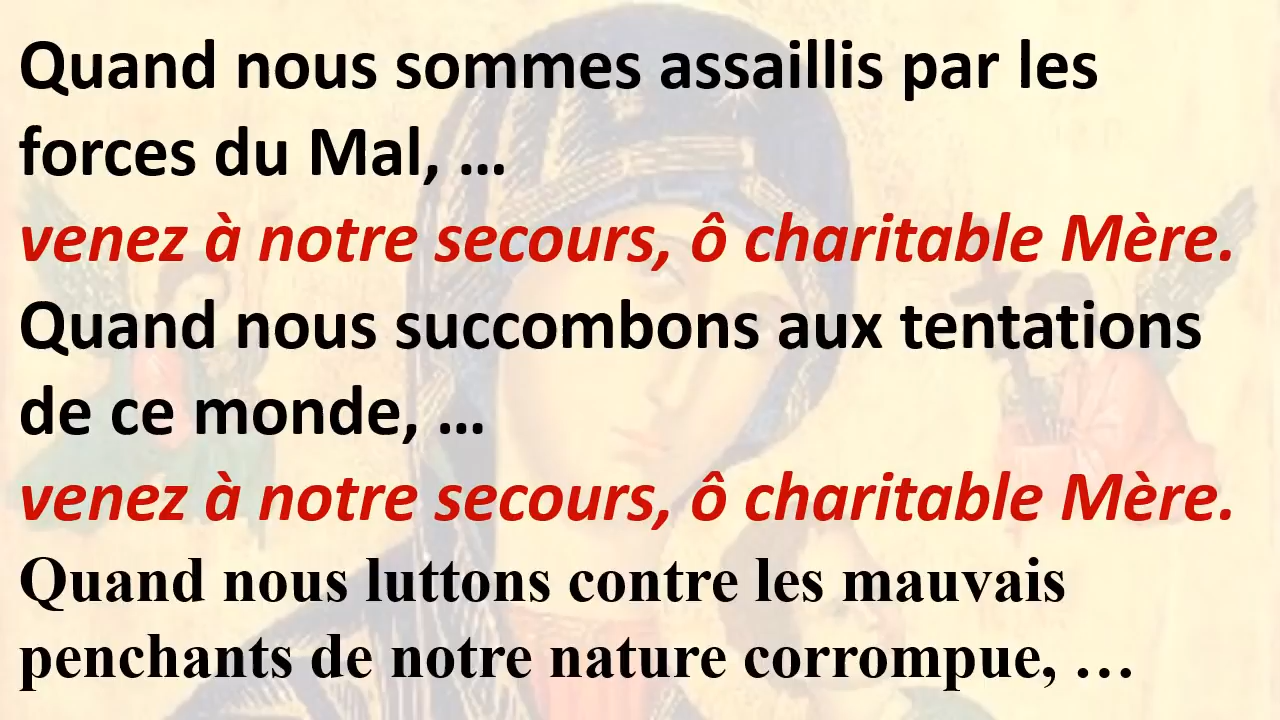 Quand nous sommes assaillis par les
forces du Mal, ...
venez à notre secours, ô charitable Mère.
Quand nous succombons aux tentations
de ce monde, ...
venez à notre secours, ô charitable Mère.
Quand nous luttons contre les mauvais
penchants de notre nature corrompue, …